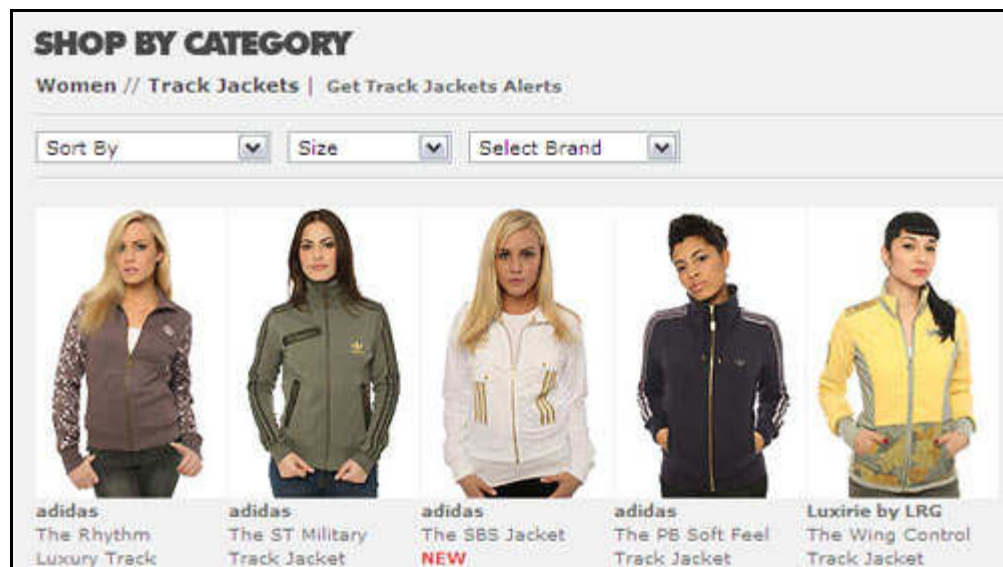 SHOP BY CATEGORY
Women // Track Jackets | Get Track Jackets Alerts
Sort By
Size
Select Brand
adidas
The Rhythm
Luxury Track
adidas
The ST Military
Track Jacket
adidas
The SBS Jacket
NEW
adidas
The PB Soft Feel
Track Jacket
Luxirie by LRG
The Wing Control
Track Jacket